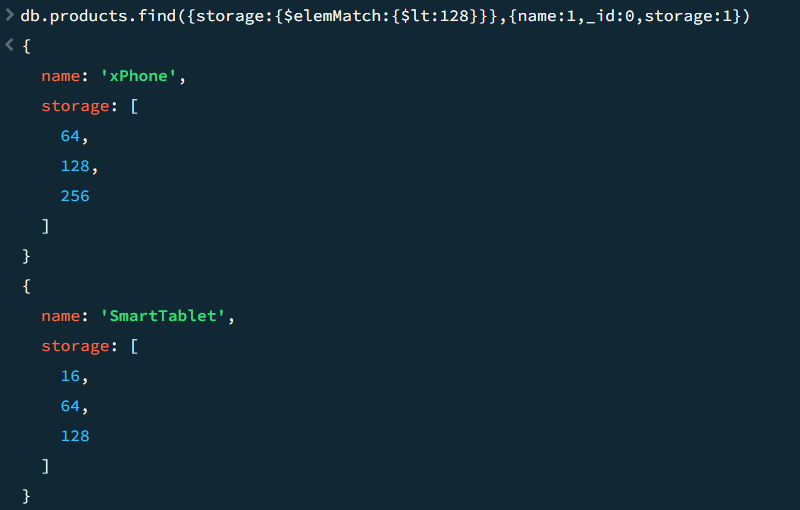 > db.products.find({storage:{$elemMatch:{$lt:128}}},{name:1,_id:0,storage:1})
< {
name: 'xPhone',
storage: [
64,
128,
256
]
}
{
name: 'SmartTablet',
storage: [
16,
64,
128
]
}